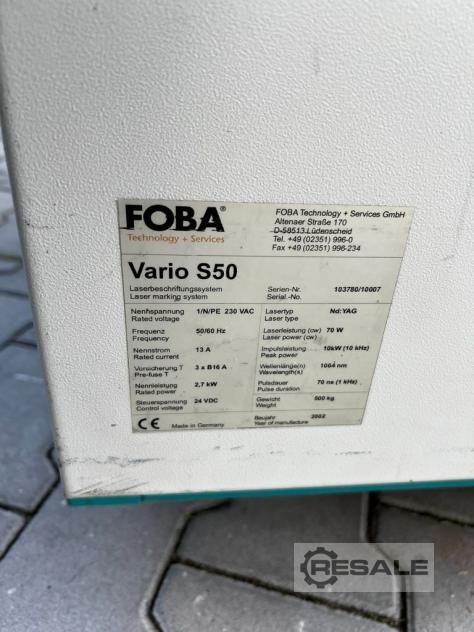 FOBA®
Technology + Services
FOBA Technology + Services GmbH
Altenaer Straße 170
D-58513 Lüdenscheid
Tel. +49 (02351) 996-0
Fax +49 (02351) 996-234
Vario S50
Laserbeschriftungssystem
Laser marking system
Serien-Nr. 103780/10007
Serial.-No.
Nennspannung 1/N/PE 230 VAC
Rated voltage
Frequenz 50/60 Hz
Frequency
Nennstrom 13 A
Rated current
Vorsicherung T 3 x B16 A
Pre-fuse T
Nennleistung 2,7 kW
Rated power
Steuerspannung 24 VDC
Control voltage
CE Made in Germany
Lasertyp Nd:YAG
Laser type
Laserleistung (cw) 70 W
Laser power (cw)
Impulsleistung 10kW (10 kHz)
Peak power
Wellenlänge(n) 1064 nm
Wavelength(s)
Pulsdauer 70 ns (1 kHz)
Pulse duration
Gewicht 500 kg
Weight
Baujahr 2002
Year of manufacture
RESALE